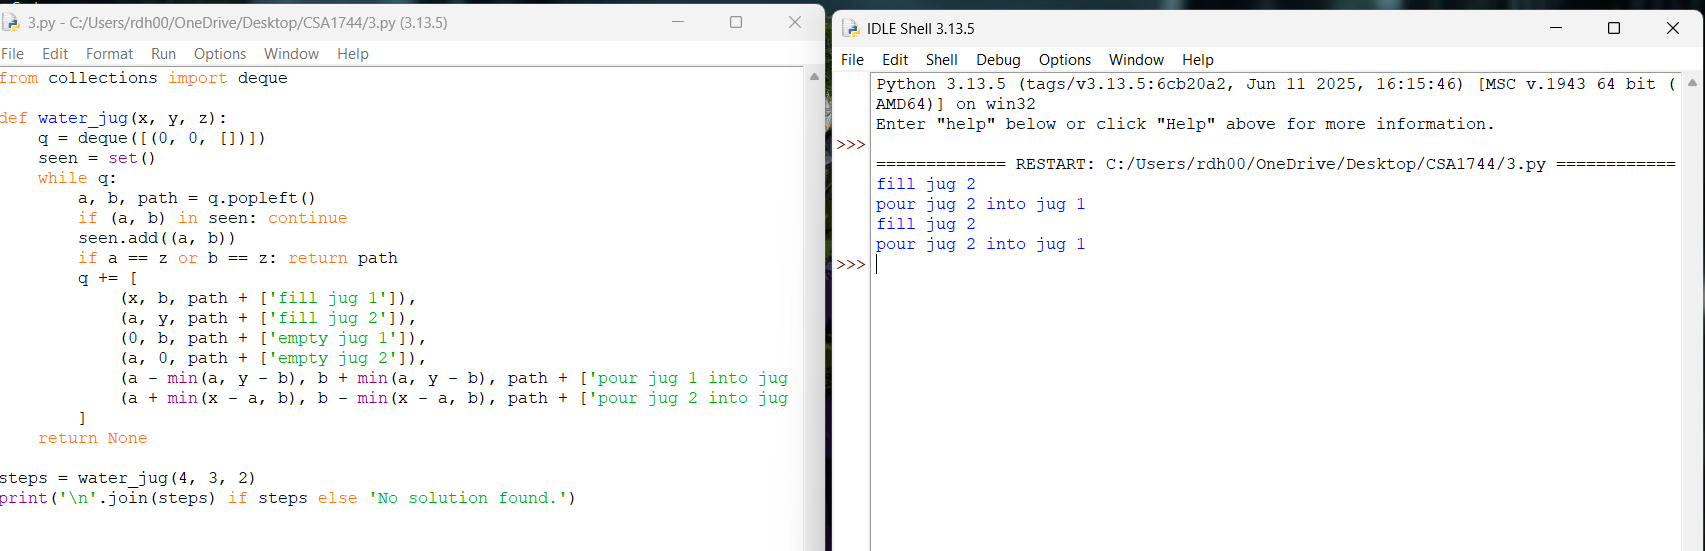 3.py - C:/Users/rdh00/OneDrive/Desktop/CSA1744/3.py (3.13.5)
File Edit Format Run Options Window Help
from collections import deque

def water_jug(x, y, z):
    q = deque([(0, 0, [])])
    seen = set()
    while q:
        a, b, path = q.popleft()
        if (a, b) in seen: continue
        seen.add((a, b))
        if a == z or b == z: return path
        q += [
            (x, b, path + ['fill jug 1']),
            (a, y, path + ['fill jug 2']),
            (0, b, path + ['empty jug 1']),
            (a, 0, path + ['empty jug 2']),
            (a - min(a, y - b), b + min(a, y - b), path + ['pour jug 1 into jug
            (a + min(x - a, b), b - min(x - a, b), path + ['pour jug 2 into jug
        ]
    return None

steps = water_jug(4, 3, 2)
print('\n'.join(steps) if steps else 'No solution found.')
IDLE Shell 3.13.5
File Edit Shell Debug Options Window Help
Python 3.13.5 (tags/v3.13.5:6cb20a2, Jun 11 2025, 16:15:46) [MSC v.1943 64 bit (
AMD64)] on win32
Enter "help" below or click "Help" above for more information.
>>>
============= RESTART: C:/Users/rdh00/OneDrive/Desktop/CSA1744/3.py ============
fill jug 2
pour jug 2 into jug 1
fill jug 2
pour jug 2 into jug 1
>>>